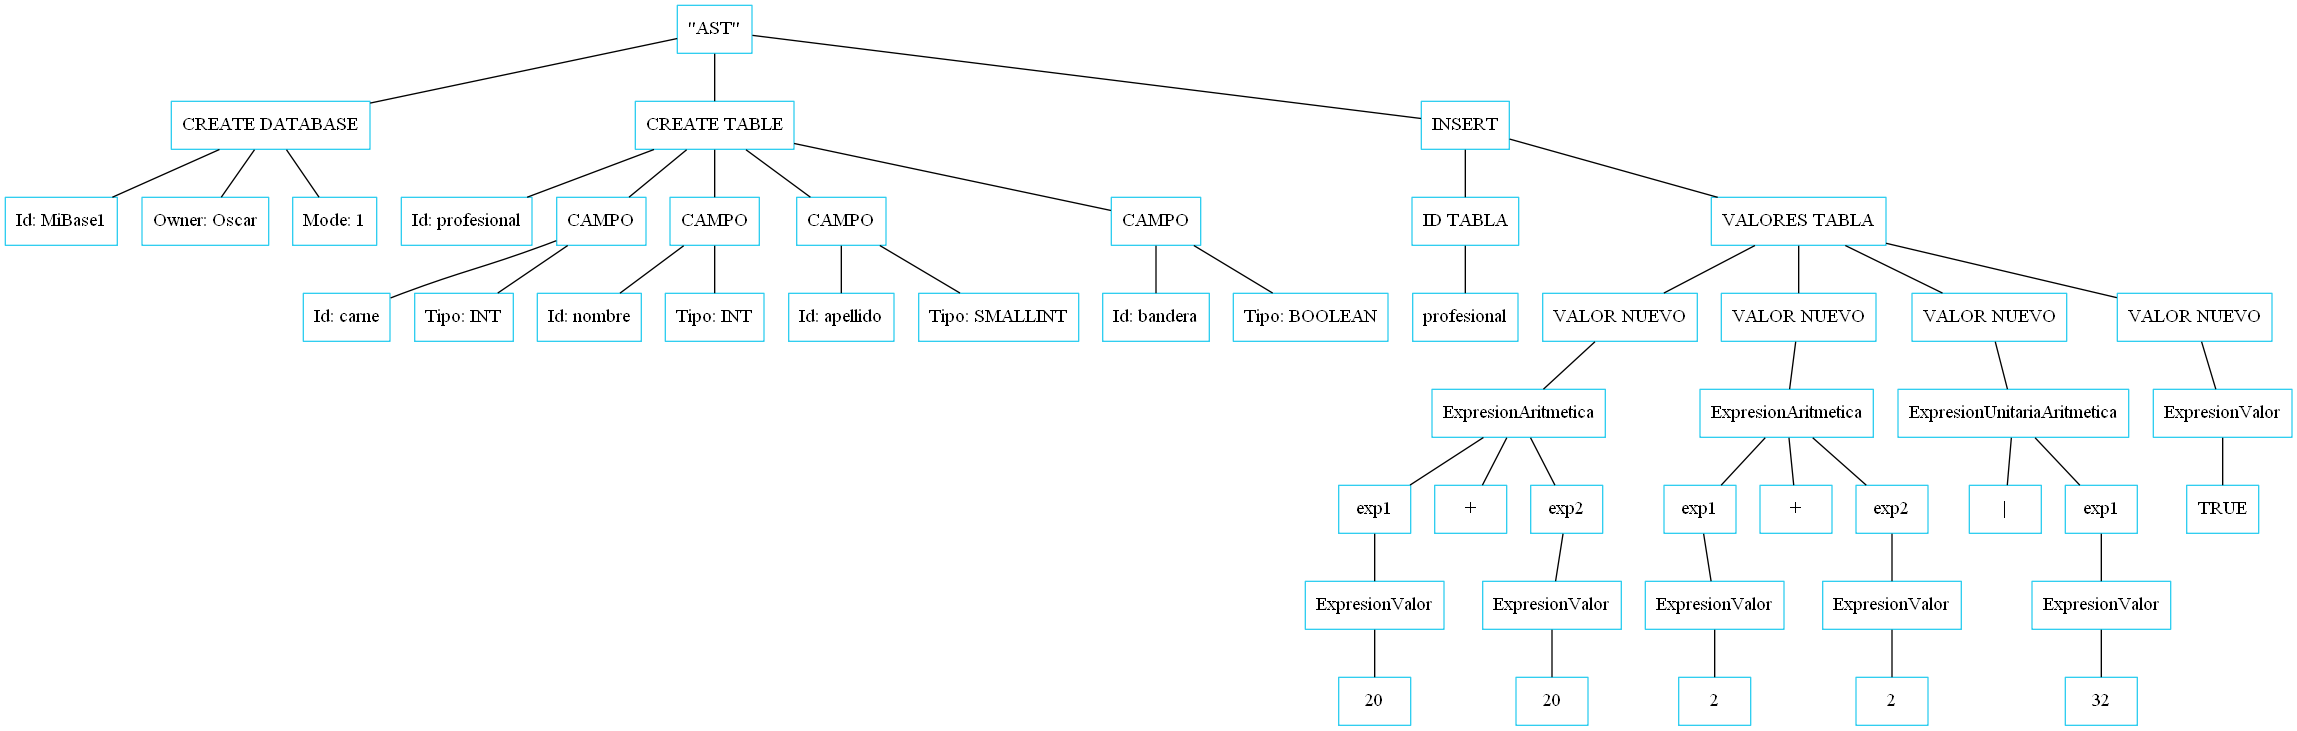 "AST"
CREATE DATABASE
CREATE TABLE
INSERT
Id: MiBase1
Owner: Oscar
Mode: 1
Id: profesional
CAMPO
CAMPO
CAMPO
CAMPO
ID TABLA
VALORES TABLA
Id: carne
Tipo: INT
Id: nombre
Tipo: INT
Id: apellido
Tipo: SMALLINT
Id: bandera
Tipo: BOOLEAN
profesional
VALOR NUEVO
VALOR NUEVO
VALOR NUEVO
VALOR NUEVO
ExpresionAritmetica
ExpresionAritmetica
ExpresionUnitariaAritmetica
ExpresionValor
exp1
+
exp2
exp1
+
exp2
|
exp1
TRUE
ExpresionValor
ExpresionValor
ExpresionValor
ExpresionValor
ExpresionValor
20
20
2
2
32